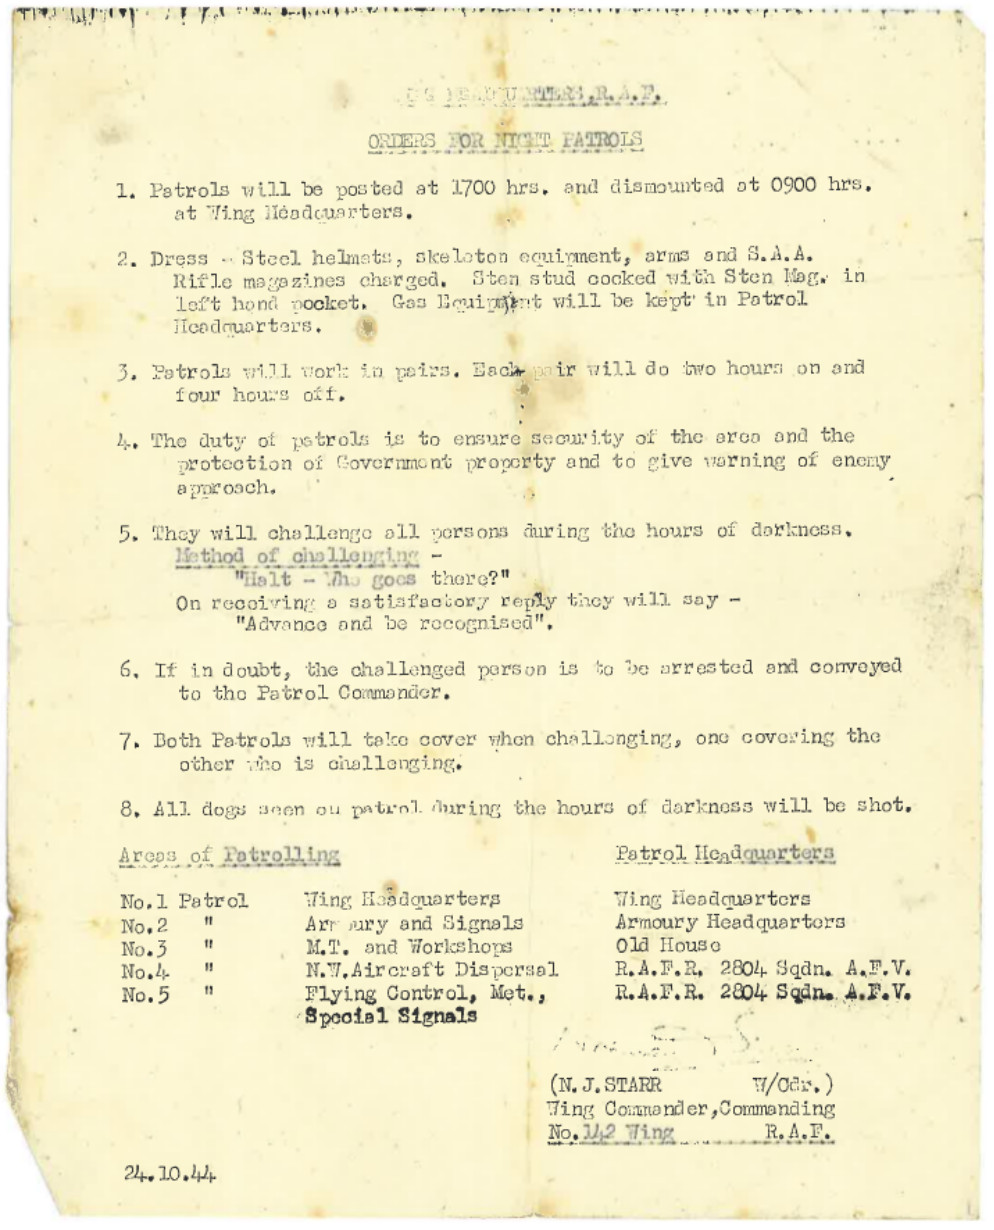 HEADQUARTERS, R.A.F.
ORDERS FOR NIGHT PATROLS
1. Patrols will be posted at 1700 hrs. and dismounted at 0900 hrs.
at Wing Headquarters.
2. Dress - Steel helmets, skeleton equipment, arms and S.A.A.
Rifle magazines charged. Sten stud cocked with Sten Mag. in
left hand pocket. Gas Equipment will be kept in Patrol
Headquarters.
3. Patrols will work in pairs. Each pair will do two hours on and
four hours off.
4. The duty of patrols is to ensure security of the area and the
protection of Government property and to give warning of enemy
approach.
5. They will challenge all persons during the hours of darkness.
Method of challenging -
"Halt - Who goes there?"
On receiving a satisfactory reply they will say -
"Advance and be recognised".
6. If in doubt, the challenged person is to be arrested and conveyed
to the Patrol Commander.
7. Both Patrols will take cover when challenging, one covering the
other who is challenging.
8. All dogs seen on patrol during the hours of darkness will be shot.
Areas of Patrolling Patrol Headquarters
No.1 Patrol Wing Headquarters Wing Headquarters
No.2 " Armoury and Signals Armoury Headquarters
No.3 " M.T. and Workshops Old House
No.4 " N.W.Aircraft Dispersal R.A.F.R. 2804 Sqdn. A.F.V.
No.5 " Flying Control, Met., R.A.F.R. 2804 Sqdn. A.F.V.
Special Signals
(N.J.STARR W/Cdr.)
Wing Commander,Commanding
No.142 Wing R.A.F.
24.10.44